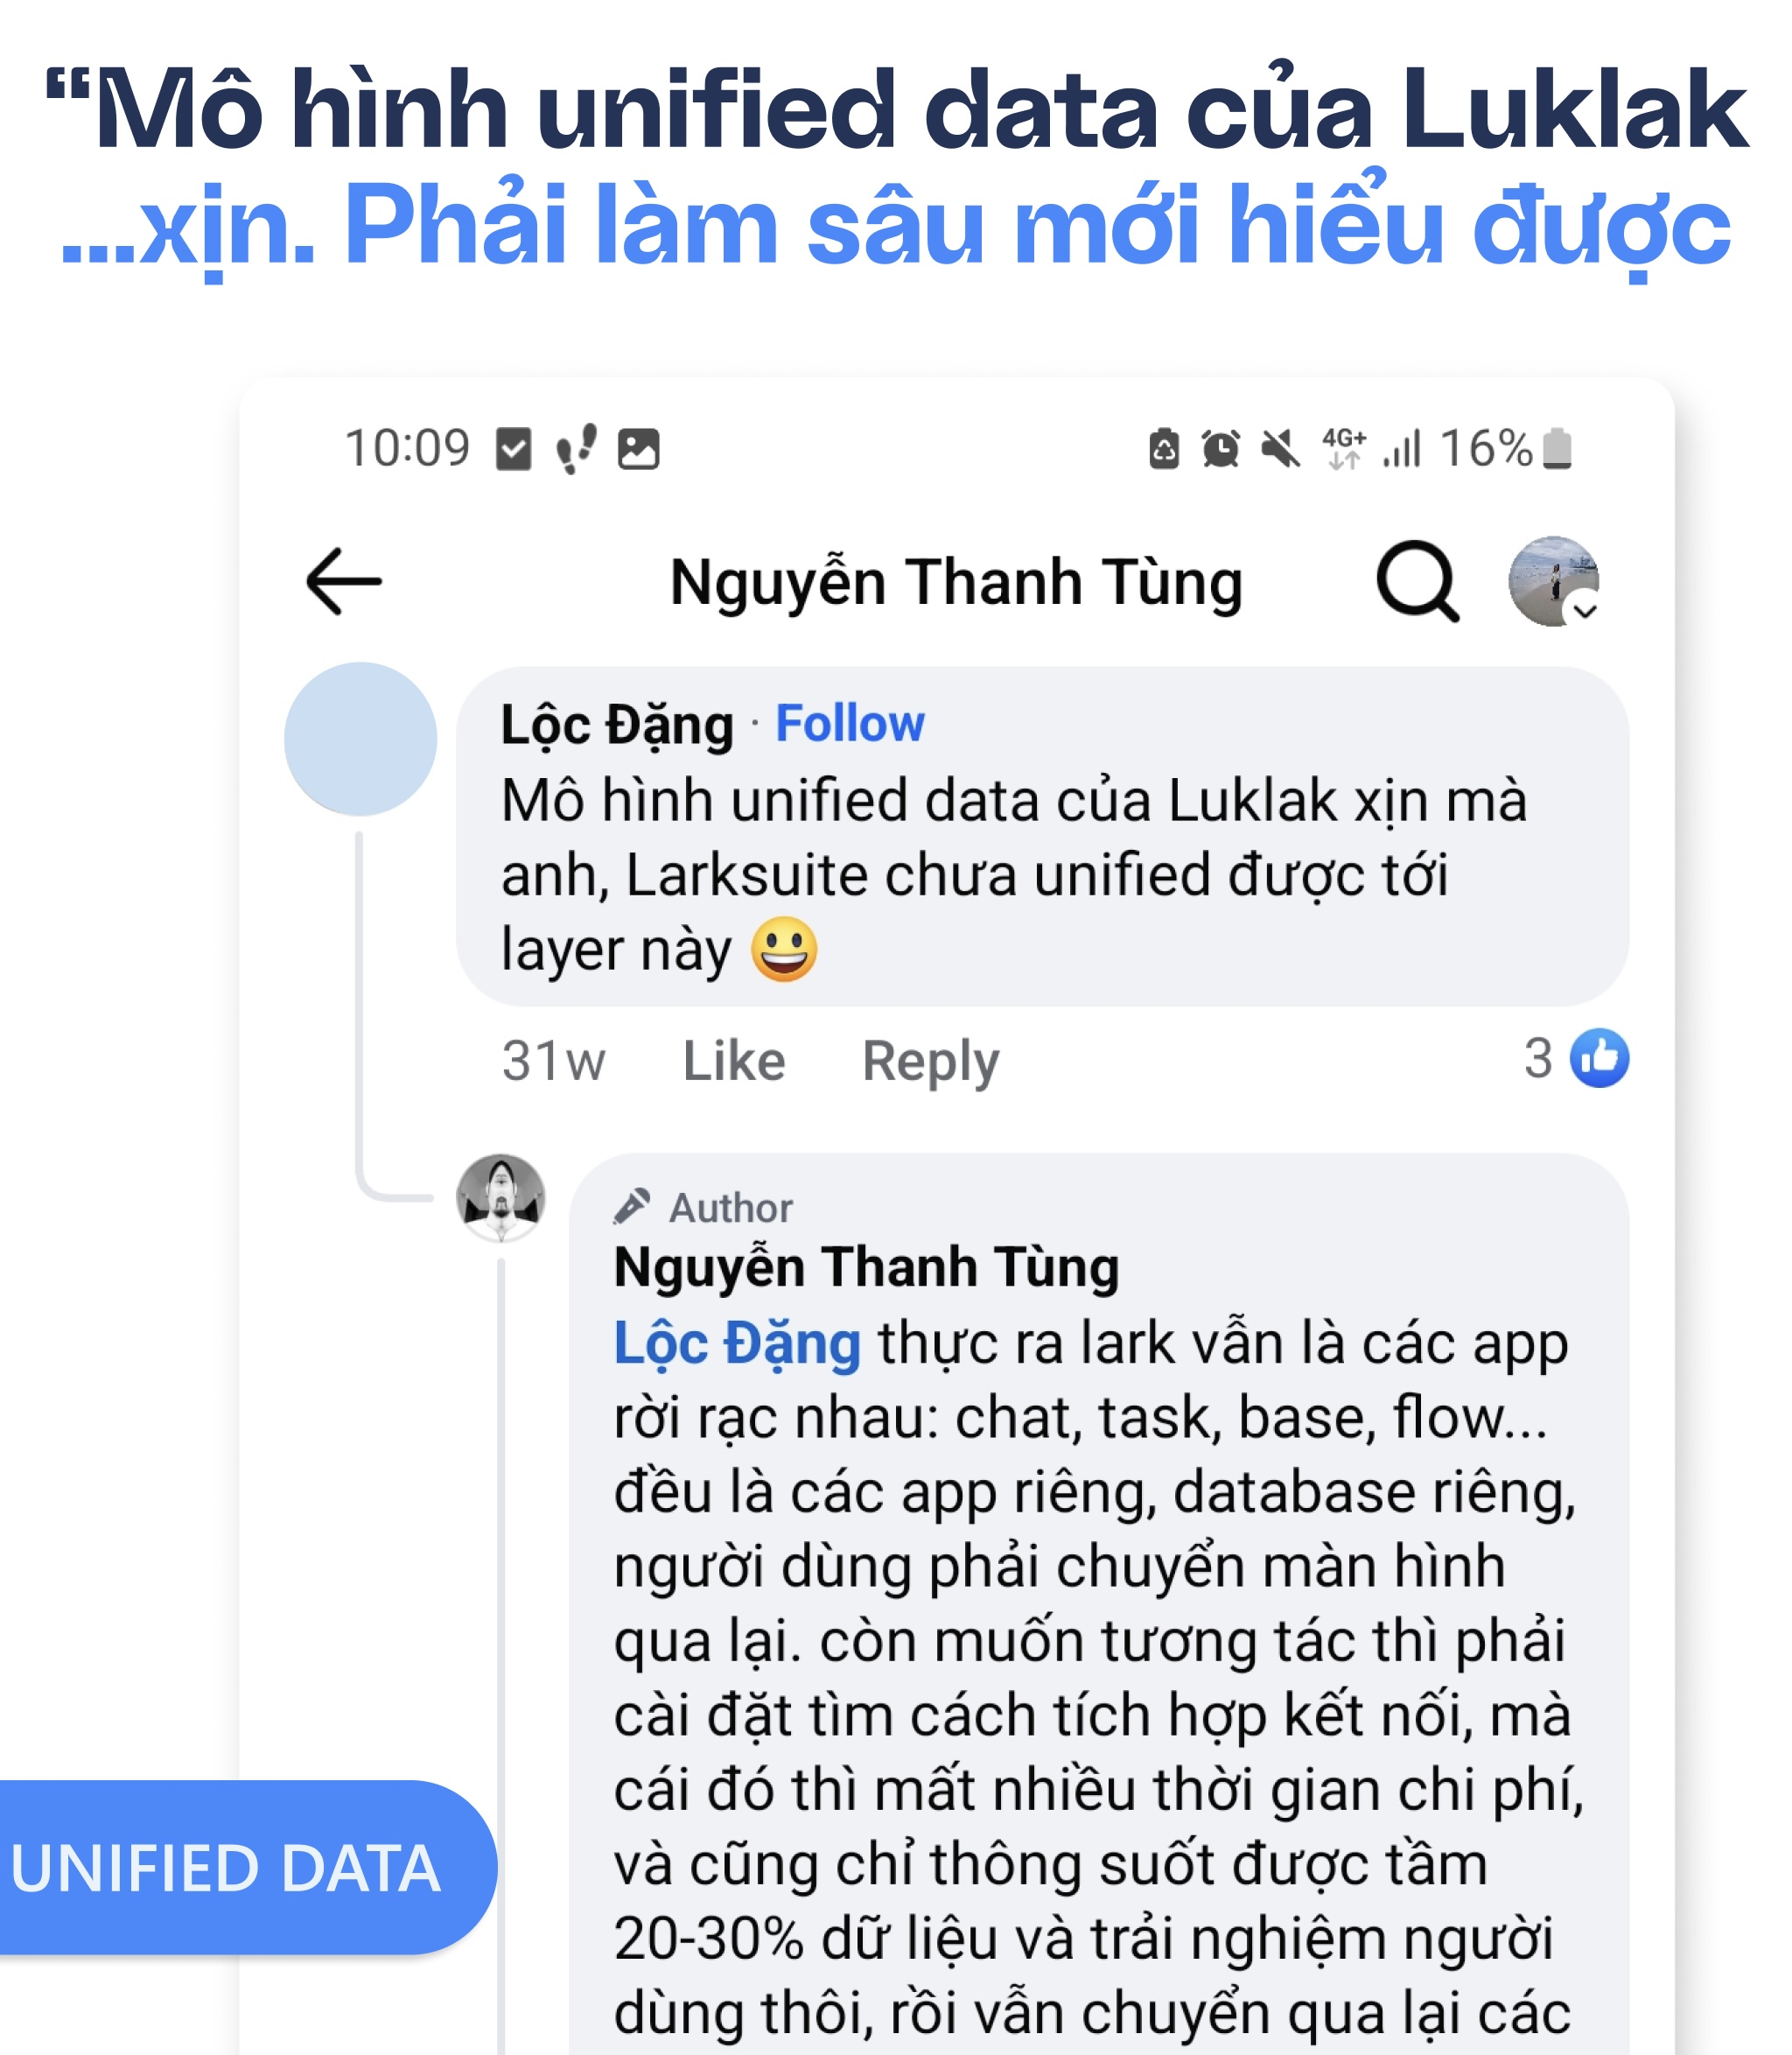 “Mô hình unified data của Luklak
...xịn. Phải làm sâu mới hiểu được
10:09
4G+
16%
Nguyễn Thanh Tùng
Lộc Đặng · Follow
Mô hình unified data của Luklak xịn mà
anh, Larksuite chưa unified được tới
layer này 😃
31w Like Reply 3
Author
Nguyễn Thanh Tùng
Lộc Đặng thực ra lark vẫn là các app
rời rạc nhau: chat, task, base, flow...
đều là các app riêng, database riêng,
người dùng phải chuyển màn hình
qua lại. còn muốn tương tác thì phải
cài đặt tìm cách tích hợp kết nối, mà
cái đó thì mất nhiều thời gian chi phí,
và cũng chỉ thông suốt được tầm
20-30% dữ liệu và trải nghiệm người
dùng thôi, rồi vẫn chuyển qua lại các
UNIFIED DATA